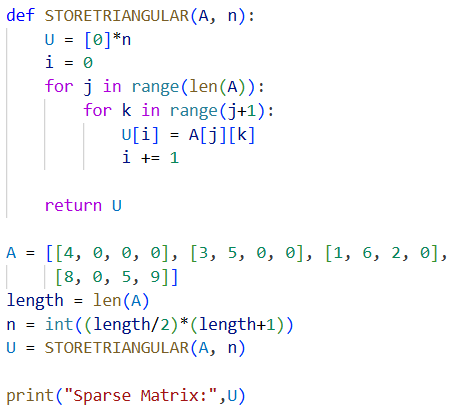 def STORETRIANGULAR(A, n):
    U = [0]*n
    i = 0
    for j in range(len(A)):
        for k in range(j+1):
            U[i] = A[j][k]
            i += 1

    return U

A = [[4, 0, 0, 0], [3, 5, 0, 0], [1, 6, 2, 0],
     [8, 0, 5, 9]]
length = len(A)
n = int((length/2)*(length+1))
U = STORETRIANGULAR(A, n)

print("Sparse Matrix:",U)